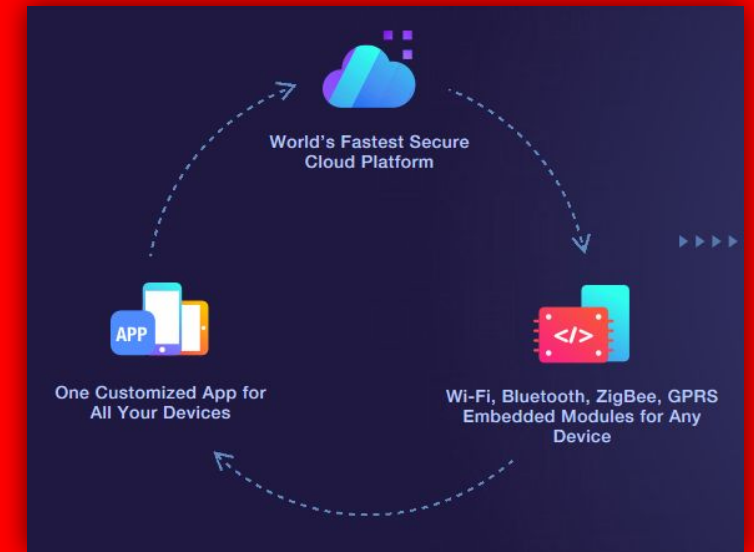 World's Fastest Secure
Cloud Platform
APP
</>
One Customized App for
All Your Devices
Wi-Fi, Bluetooth, ZigBee, GPRS
Embedded Modules for Any
Device